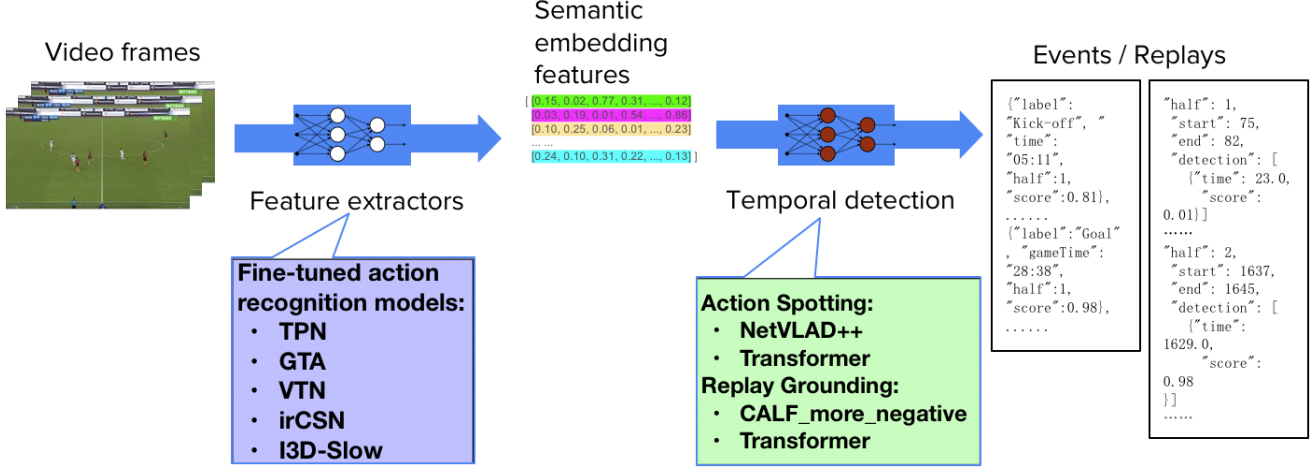 Video frames
Feature extractors
Fine-tuned action
recognition models:
• TPN
• GTA
• VTN
• irCSN
• I3D-Slow
Semantic
embedding
features
[ [0.15, 0.02, 0.77, 0.31, ..., 0.12]
[0.03, 0.19, 0.01, 0.54, ..., 0.86]
[0.10, 0.25, 0.06, 0.01, ..., 0.23]
... ...
[0.24, 0.10, 0.31, 0.22, ..., 0.13] ]
Temporal detection
Action Spotting:
• NetVLAD++
• Transformer
Replay Grounding:
• CALF_more_negative
• Transformer
Events / Replays
{"label":
"Kick-off", "
"time":
"05:11",
"half":1,
"score":0.81},
......
{"label":"Goal"
, "gameTime":
"28:38",
"half":1,
"score":0.98},
......
"half": 1,
"start": 75,
"end": 82,
"detection": [
{"time": 23.0,
"score":
0.01}]
......
"half": 2,
"start": 1637,
"end": 1645,
"detection": [
{"time":
1629.0,
"score":
0.98
}]
......